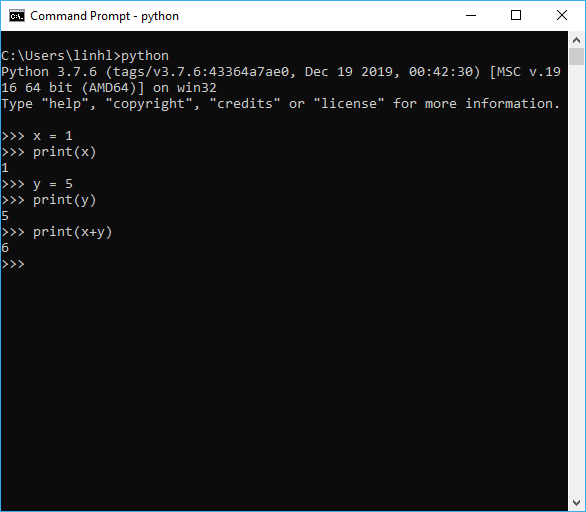 Command Prompt - python
C:\Users\linhl>python
Python 3.7.6 (tags/v3.7.6:43364a7ae0, Dec 19 2019, 00:42:30) [MSC v.19
16 64 bit (AMD64)] on win32
Type "help", "copyright", "credits" or "license" for more information.
>>> x = 1
>>> print(x)
1
>>> y = 5
>>> print(y)
5
>>> print(x+y)
6
>>>